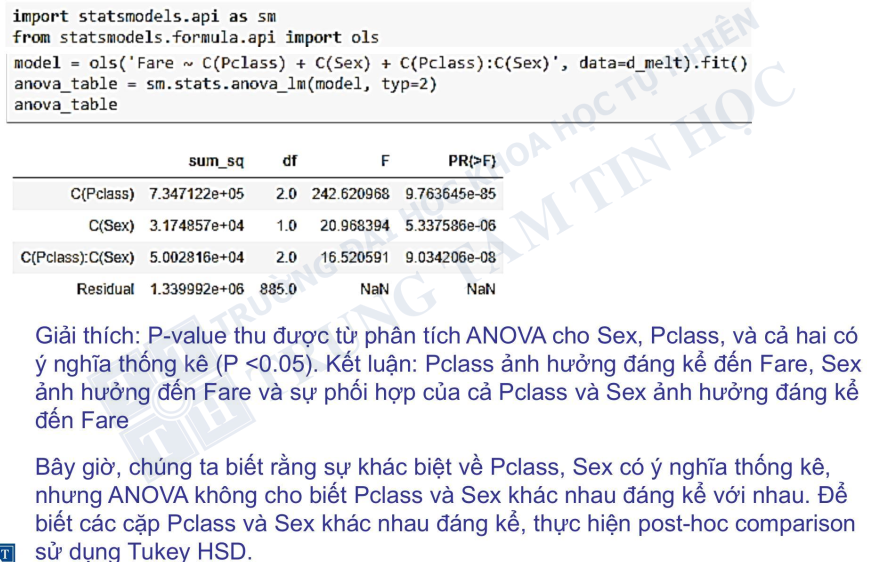 import statsmodels.api as sm
from statsmodels.formula.api import ols
model = ols('Fare ~ C(Pclass) + C(Sex) + C(Pclass):C(Sex)', data=d_melt).fit()
anova_table = sm.stats.anova_lm(model, typ=2)
anova_table
sum_sq df F PR(>F)
C(Pclass) 7.347122e+05 2.0 242.620968 9.763645e-85
C(Sex) 3.174857e+04 1.0 20.968394 5.337586e-06
C(Pclass):C(Sex) 5.002816e+04 2.0 16.520591 9.034206e-08
Residual 1.339992e+06 885.0 NaN NaN
Giải thích: P-value thu được từ phân tích ANOVA cho Sex, Pclass, và cả hai có
ý nghĩa thống kê (P <0.05). Kết luận: Pclass ảnh hưởng đáng kể đến Fare, Sex
ảnh hưởng đến Fare và sự phối hợp của cả Pclass và Sex ảnh hưởng đáng kể
đến Fare
Bây giờ, chúng ta biết rằng sự khác biệt về Pclass, Sex có ý nghĩa thống kê,
nhưng ANOVA không cho biết Pclass và Sex khác nhau đáng kể với nhau. Để
biết các cặp Pclass và Sex khác nhau đáng kể, thực hiện post-hoc comparison
sử dụng Tukey HSD.
TRƯỜNG ĐẠI HỌC KHOA HỌC TỰ NHIÊN
TRUNG TÂM TIN HỌC
T
T H